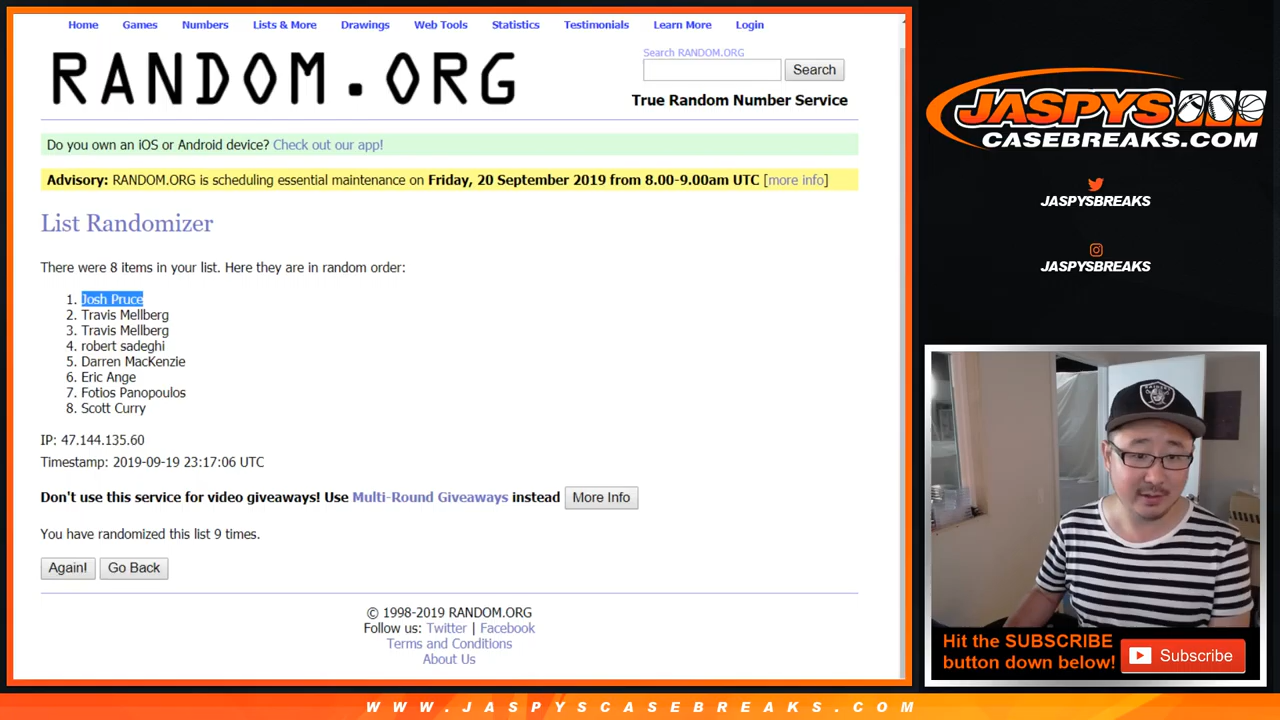 Home Games Numbers Lists & More Drawings Web Tools Statistics Testimonials Learn More Login
RANDOM.ORG
Search RANDOM.ORG
Search
True Random Number Service
Do you own an iOS or Android device? Check out our app!
Advisory: RANDOM.ORG is scheduling essential maintenance on Friday, 20 September 2019 from 8.00-9.00am UTC [more info]
List Randomizer
There were 8 items in your list. Here they are in random order:
1. Josh Pruce
2. Travis Mellberg
3. Travis Mellberg
4. robert sadeghi
5. Darren MacKenzie
6. Eric Ange
7. Fotios Panopoulos
8. Scott Curry
IP: 47.144.135.60
Timestamp: 2019-09-19 23:17:06 UTC
Don't use this service for video giveaways! Use Multi-Round Giveaways instead More Info
You have randomized this list 9 times.
Again! Go Back
© 1998-2019 RANDOM.ORG
Follow us: Twitter | Facebook
Terms and Conditions
About Us
JASPYS
CASEBREAKS.COM
JASPYSBREAKS
JASPYSBREAKS
Hit the SUBSCRIBE
button down below!
Subscribe
WWW.JASPYSCASEBREAKS.COM